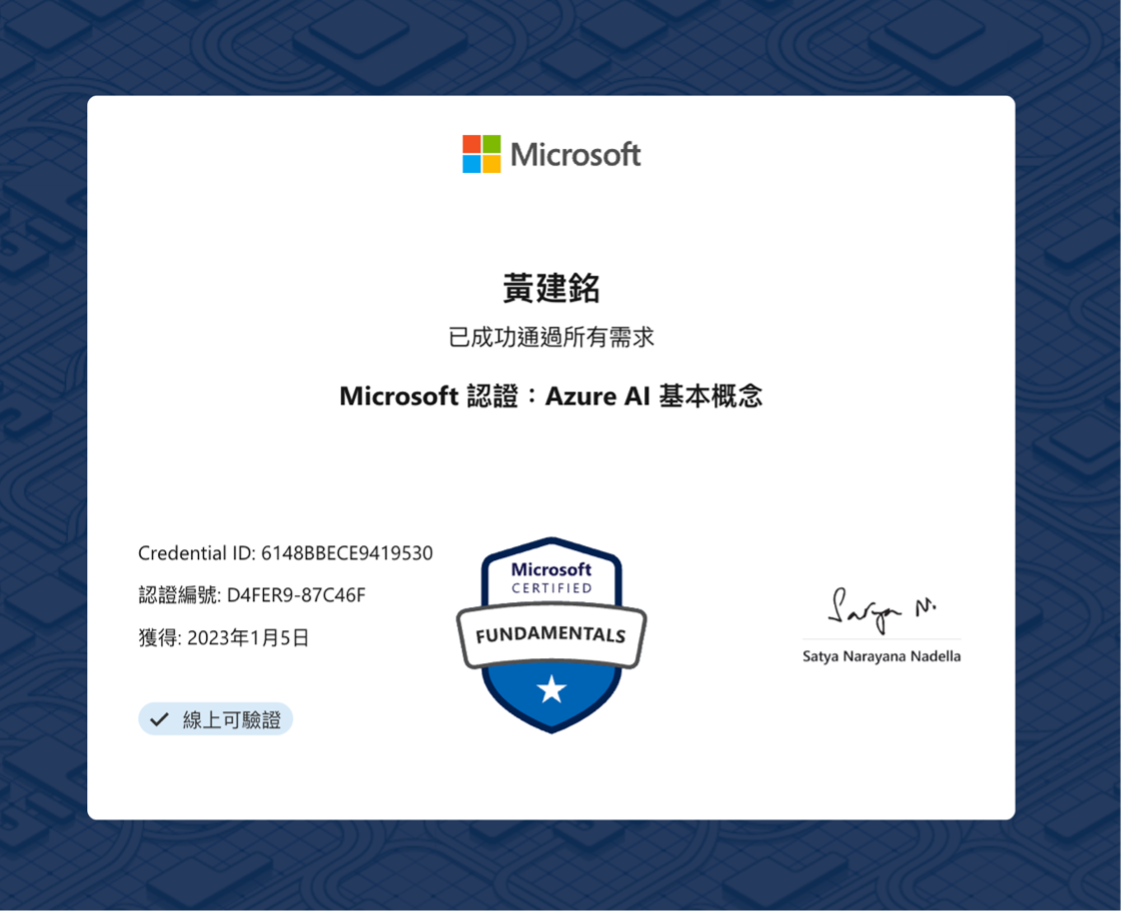 Microsoft
黃建銘
已成功通過所有需求
Microsoft 認證：Azure AI 基本概念
Credential ID: 6148BBECE9419530
認證編號: D4FER9-87C46F
獲得: 2023年1月5日
線上可驗證
Microsoft
CERTIFIED
FUNDAMENTALS
Satya N.
Satya Narayana Nadella